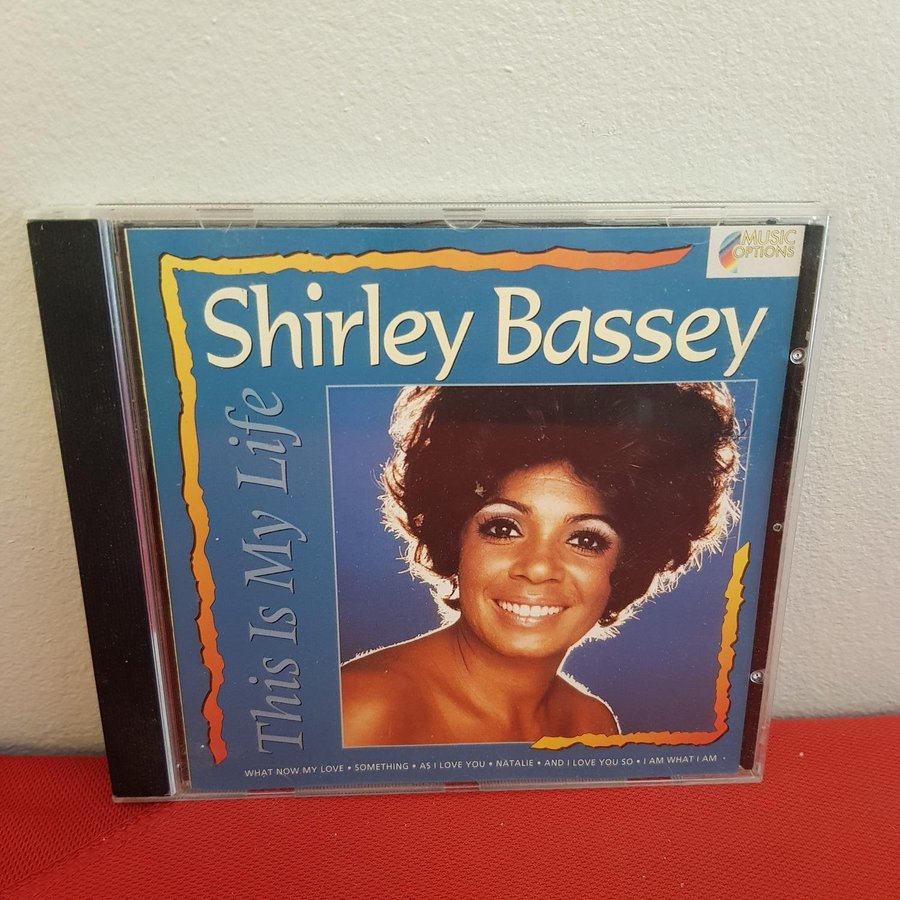 MUSIC
OPTIONS
Shirley Bassey
This Is My Life
WHAT NOW MY LOVE • SOMETHING • AS I LOVE YOU • NATALIE • AND I LOVE YOU SO • I AM WHAT I AM